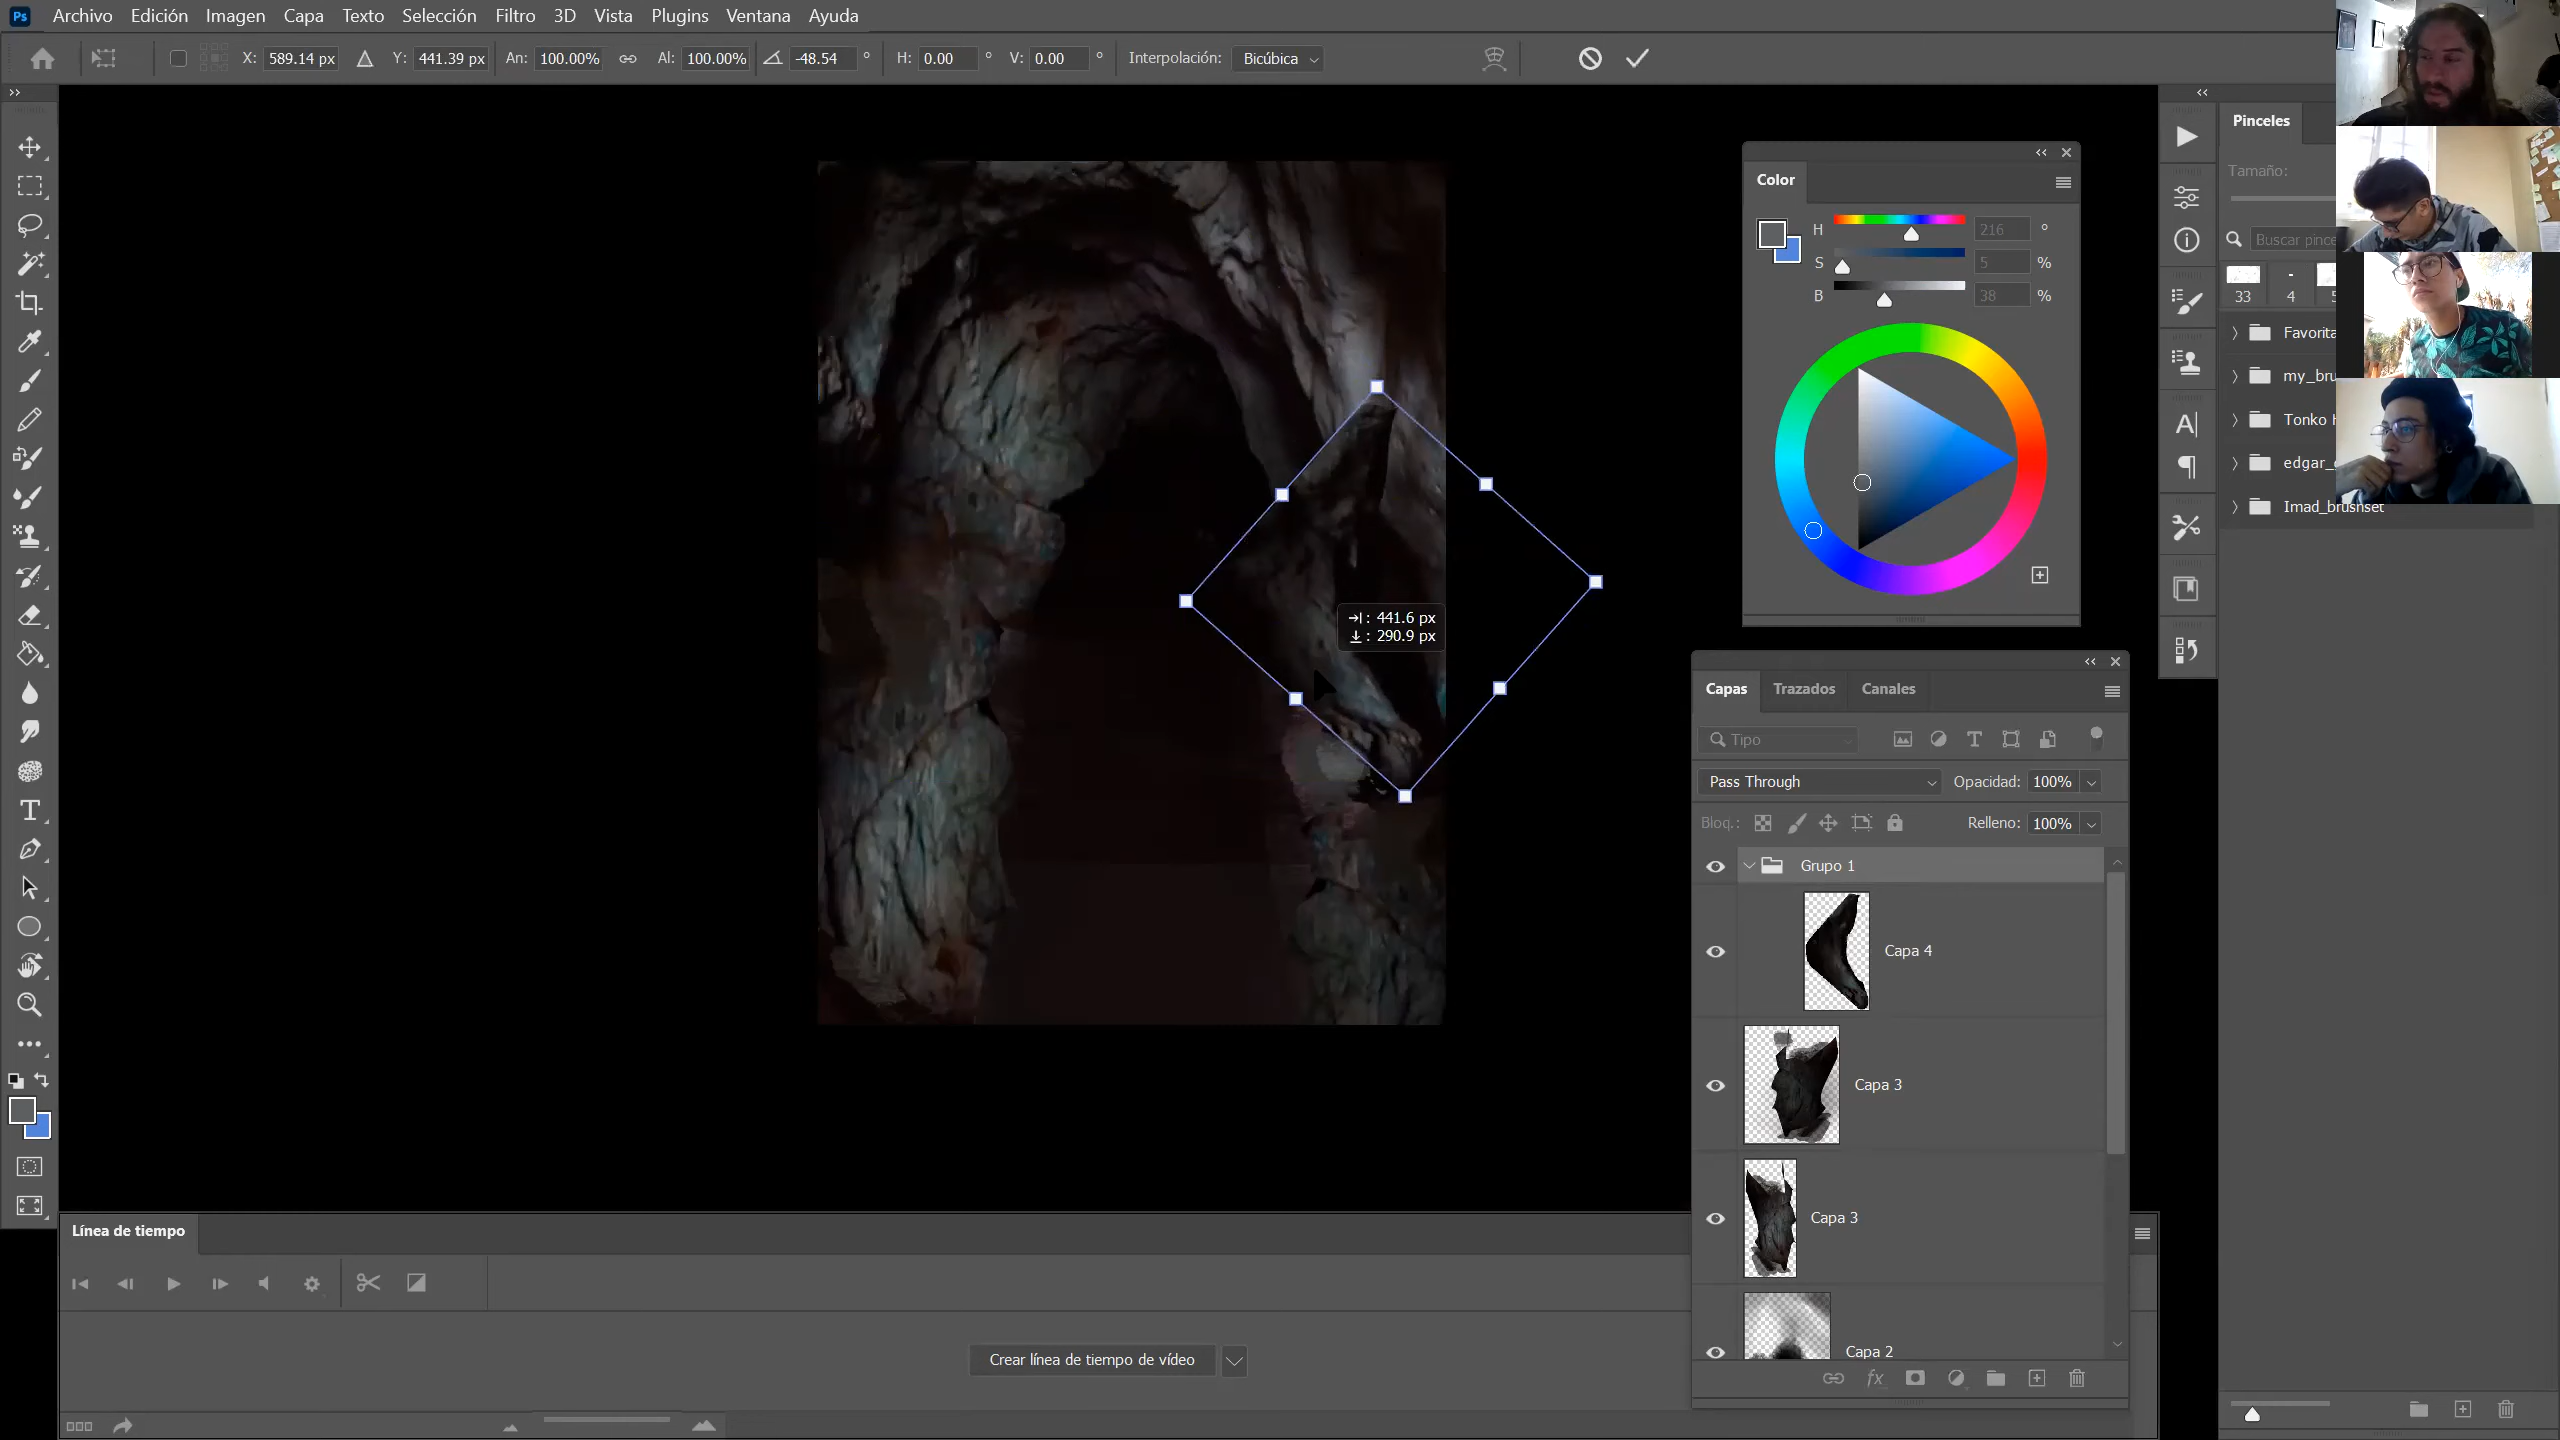 Ps Archivo Edición Imagen Capa Texto Selección Filtro 3D Vista Plugins Ventana Ayuda
X: 589.14 px Y: 441.39 px An: 100.00% Al: 100.00% -48.54 ° H: 0.00 ° V: 0.00 ° Interpolación: Bicúbica
Pinceles
Tamaño:
Buscar pince
33 4
Favorita
my_bru
Tonko H
edgar_
Imad_brushset
Color
H 216 °
S 5 %
B 38 %
→|: 441.6 px
↓: 290.9 px
Capas Trazados Canales
Tipo
Pass Through Opacidad: 100%
Bloq.: Relleno: 100%
Grupo 1
Capa 4
Capa 3
Capa 3
Capa 2
fx
Línea de tiempo
Crear línea de tiempo de vídeo